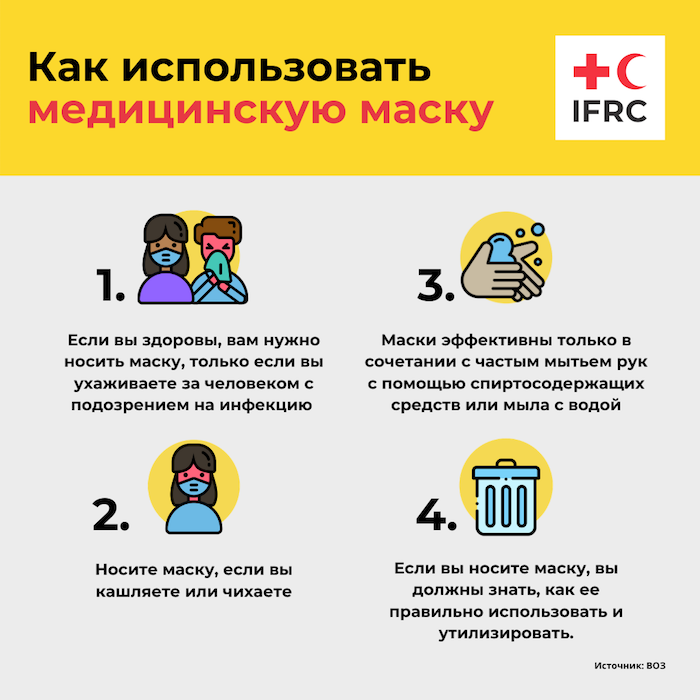 Как использовать
медицинскую маску
IFRC
1.
Если вы здоровы, вам нужно
носить маску, только если вы
ухаживаете за человеком с
подозрением на инфекцию
2.
Носите маску, если вы
кашляете или чихаете
3.
Маски эффективны только в
сочетании с частым мытьем рук
с помощью спиртосодержащих
средств или мыла с водой
4.
Если вы носите маску, вы
должны знать, как ее
правильно использовать и
утилизировать.
Источник: ВОЗ